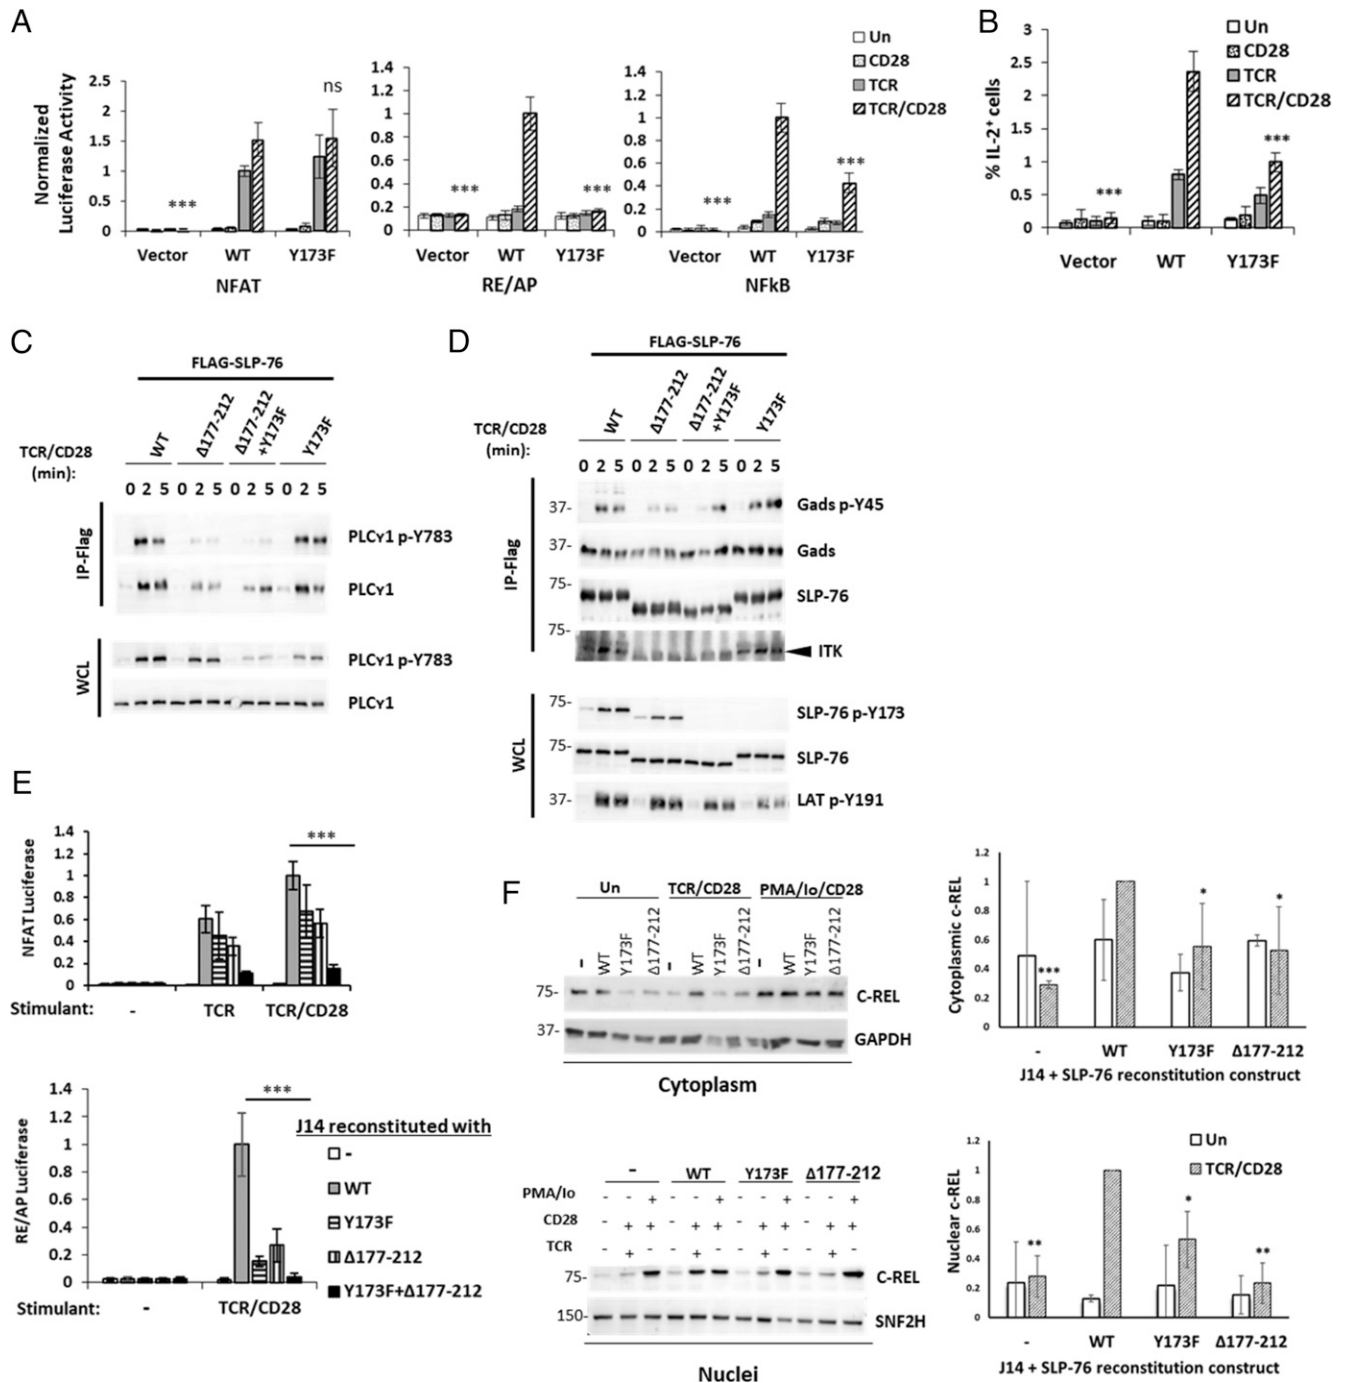 A
Normalized
Luciferase Activity
2.5
2
1.5
1
0.5
0
***
ns
Vector WT Y173F
NFAT
1.4
1.2
1
0.8
0.6
0.4
0.2
0
*** ***
Vector WT Y173F
RE/AP
1.4
1.2
1
0.8
0.6
0.4
0.2
0
*** ***
Vector WT Y173F
NFkB
Un
CD28
TCR
TCR/CD28
B
% IL-2+ cells
3
2.5
2
1.5
1
0.5
0
*** ***
Vector WT Y173F
Un
CD28
TCR
TCR/CD28
C
FLAG-SLP-76
WT Δ177-212 Δ177-212 +Y173F Y173F
TCR/CD28
(min):
0 2 5 0 2 5 0 2 5 0 2 5
IP-Flag
PLCγ1 p-Y783
PLCγ1
WCL
PLCγ1 p-Y783
PLCγ1
D
FLAG-SLP-76
WT Δ177-212 Δ177-212 +Y173F Y173F
TCR/CD28
(min):
0 2 5 0 2 5 0 2 5 0 2 5
IP-Flag
37- Gads p-Y45
37- Gads
75- SLP-76
75- ITK
WCL
75- SLP-76 p-Y173
75- SLP-76
37- LAT p-Y191
E
NFAT Luciferase
1.4
1.2
1
0.8
0.6
0.4
0.2
0
***
Stimulant: - TCR TCR/CD28
RE/AP Luciferase
1.4
1.2
1
0.8
0.6
0.4
0.2
0
***
Stimulant: - TCR/CD28
J14 reconstituted with
-
WT
Y173F
Δ177-212
Y173F+Δ177-212
F
Un TCR/CD28 PMA/Io/CD28
- WT Y173F Δ177-212 - WT Y173F Δ177-212 - WT Y173F Δ177-212
75- C-REL
37- GAPDH
Cytoplasm
Cytoplasmic c-REL
1.2
1
0.8
0.6
0.4
0.2
0
*** * *
- WT Y173F Δ177-212
J14 + SLP-76 reconstitution construct
- WT Y173F Δ177-212
PMA/Io - - + - - + - - + - - +
CD28 - + + - + + - + + - + +
TCR - + - + - + - +
75- C-REL
150- SNF2H
Nuclei
Nuclear c-REL
1.2
1
0.8
0.6
0.4
0.2
0
Un
TCR/CD28
** * **
- WT Y173F Δ177-212
J14 + SLP-76 reconstitution construct